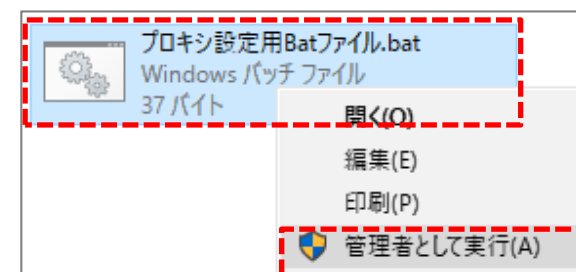 プロキシ設定用Batファイル.bat
Windows バッチ ファイル
37 バイト
開く(O)
編集(E)
印刷(P)
管理者として実行(A)